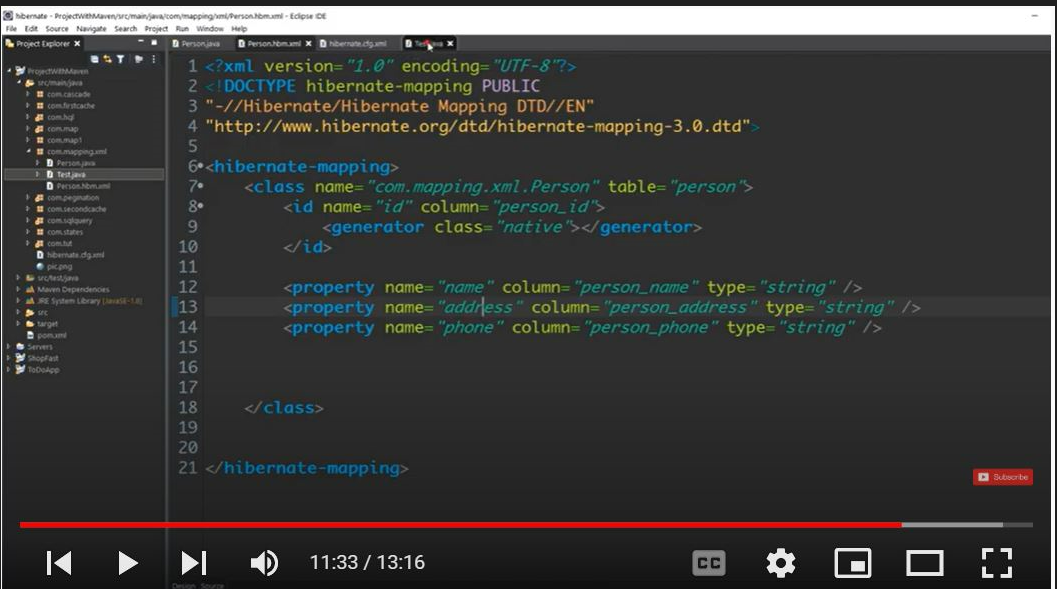 hibernate - ProjectWithMaven/src/main/java/com/mapping/xml/Person.hbm.xml - Eclipse IDE
File Edit Source Navigate Search Project Run Window Help
Project Explorer
Person.java Person.hbm.xml hibernate.cfg.xml Test.java
ProjectWithMaven
src/main/java
com.cascade
com.firstcache
com.hql
com.map
com.map1
com.mapping.xml
Person.java
Test.java
Person.hbm.xml
com.pegination
com.secondcache
com.sqlquery
com.states
com.tut
hibernate.cfg.xml
pic.png
src/test/java
Maven Dependencies
JRE System Library [JavaSE-1.8]
src
target
pom.xml
Servers
ShopFast
ToDoApp
1 <?xml version="1.0" encoding="UTF-8"?>
2 <!DOCTYPE hibernate-mapping PUBLIC
3 "-//Hibernate/Hibernate Mapping DTD//EN"
4 "http://www.hibernate.org/dtd/hibernate-mapping-3.0.dtd">
5
6 <hibernate-mapping>
7 <class name="com.mapping.xml.Person" table="person">
8 <id name="id" column="person_id">
9 <generator class="native"></generator>
10 </id>
11
12 <property name="name" column="person_name" type="string" />
13 <property name="address" column="person_address" type="string" />
14 <property name="phone" column="person_phone" type="string" />
15
16
17
18 </class>
19
20
21 </hibernate-mapping>
Subscribe
11:33 / 13:16
CC
Design Source